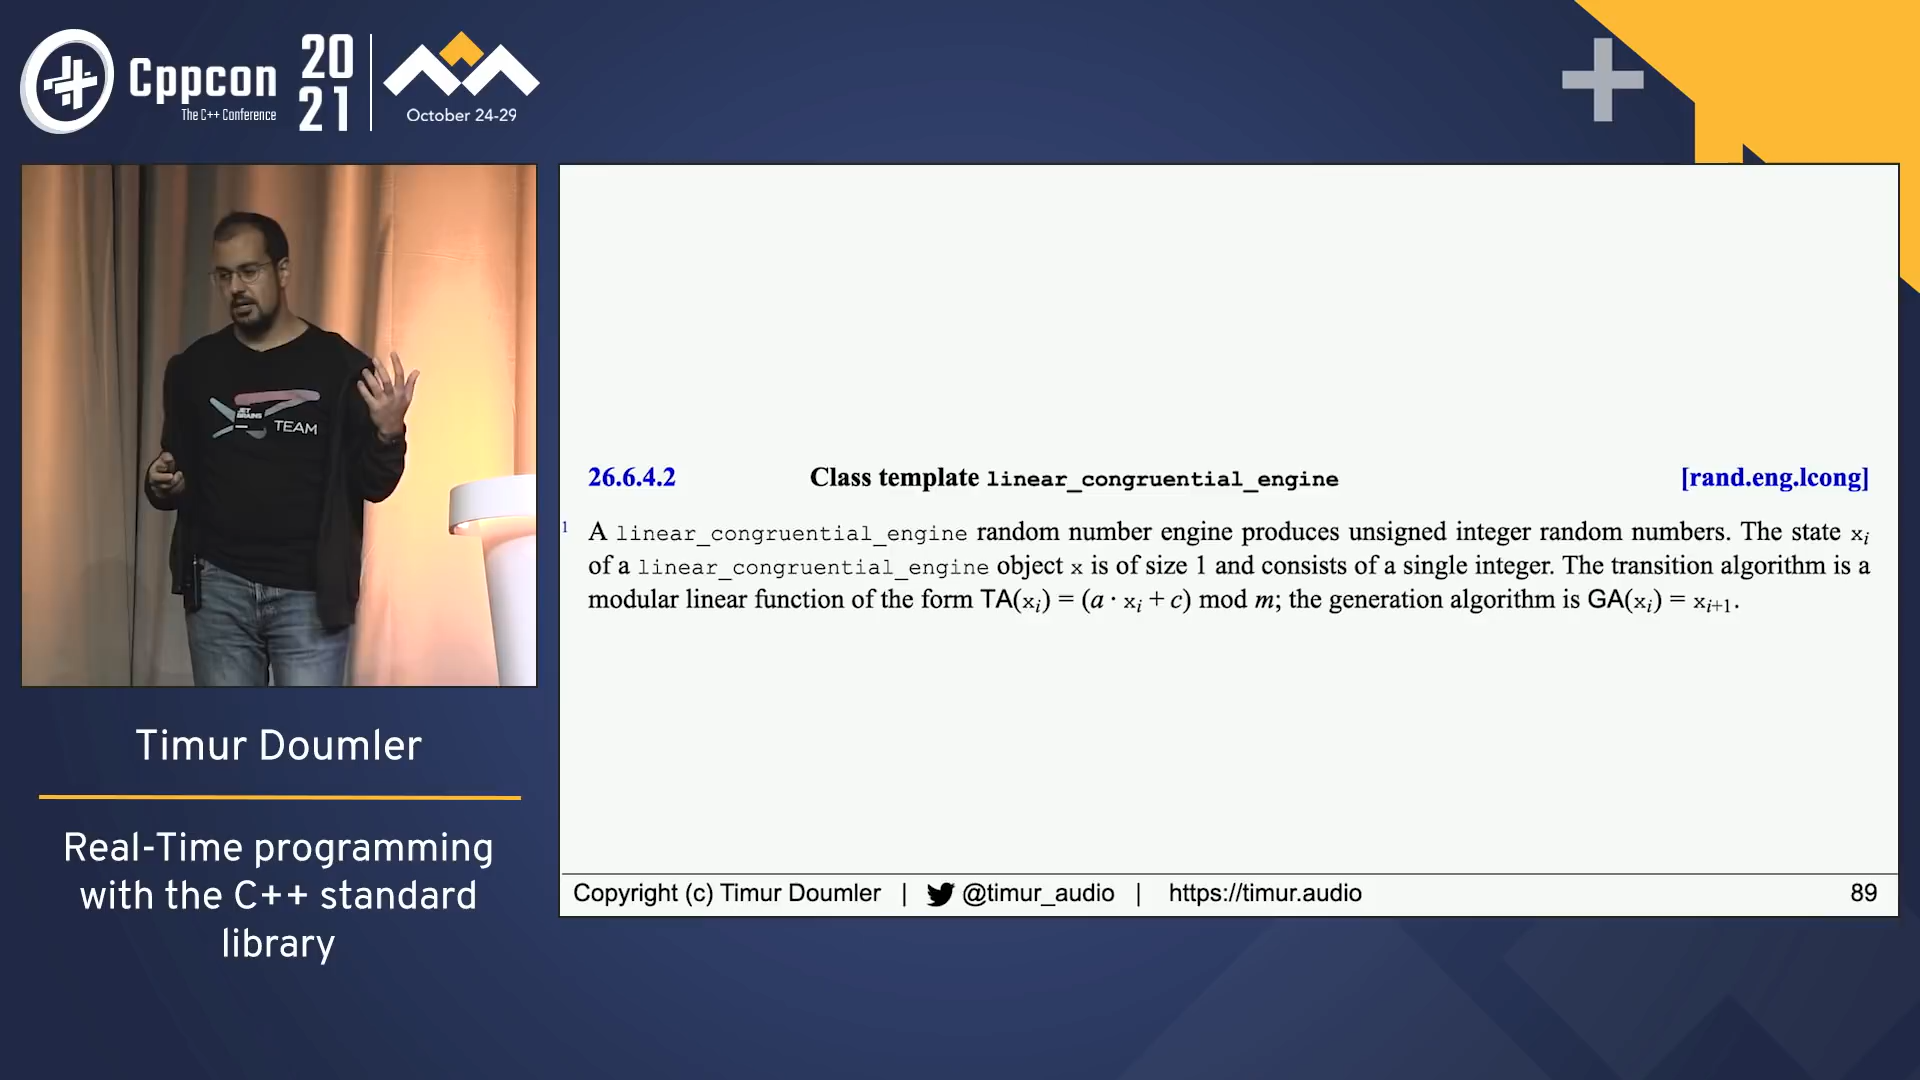 Cppcon
The C++ Conference
20
21
October 24-29
JET
BRAINS
TEAM
Timur Doumler
Real-Time programming
with the C++ standard
library
26.6.4.2 Class template linear_congruential_engine [rand.eng.lcong]
1 A linear_congruential_engine random number engine produces unsigned integer random numbers. The state xᵢ
of a linear_congruential_engine object x is of size 1 and consists of a single integer. The transition algorithm is a
modular linear function of the form TA(xᵢ) = (a · xᵢ + c) mod m; the generation algorithm is GA(xᵢ) = xᵢ₊₁.
Copyright (c) Timur Doumler | @timur_audio | https://timur.audio 89